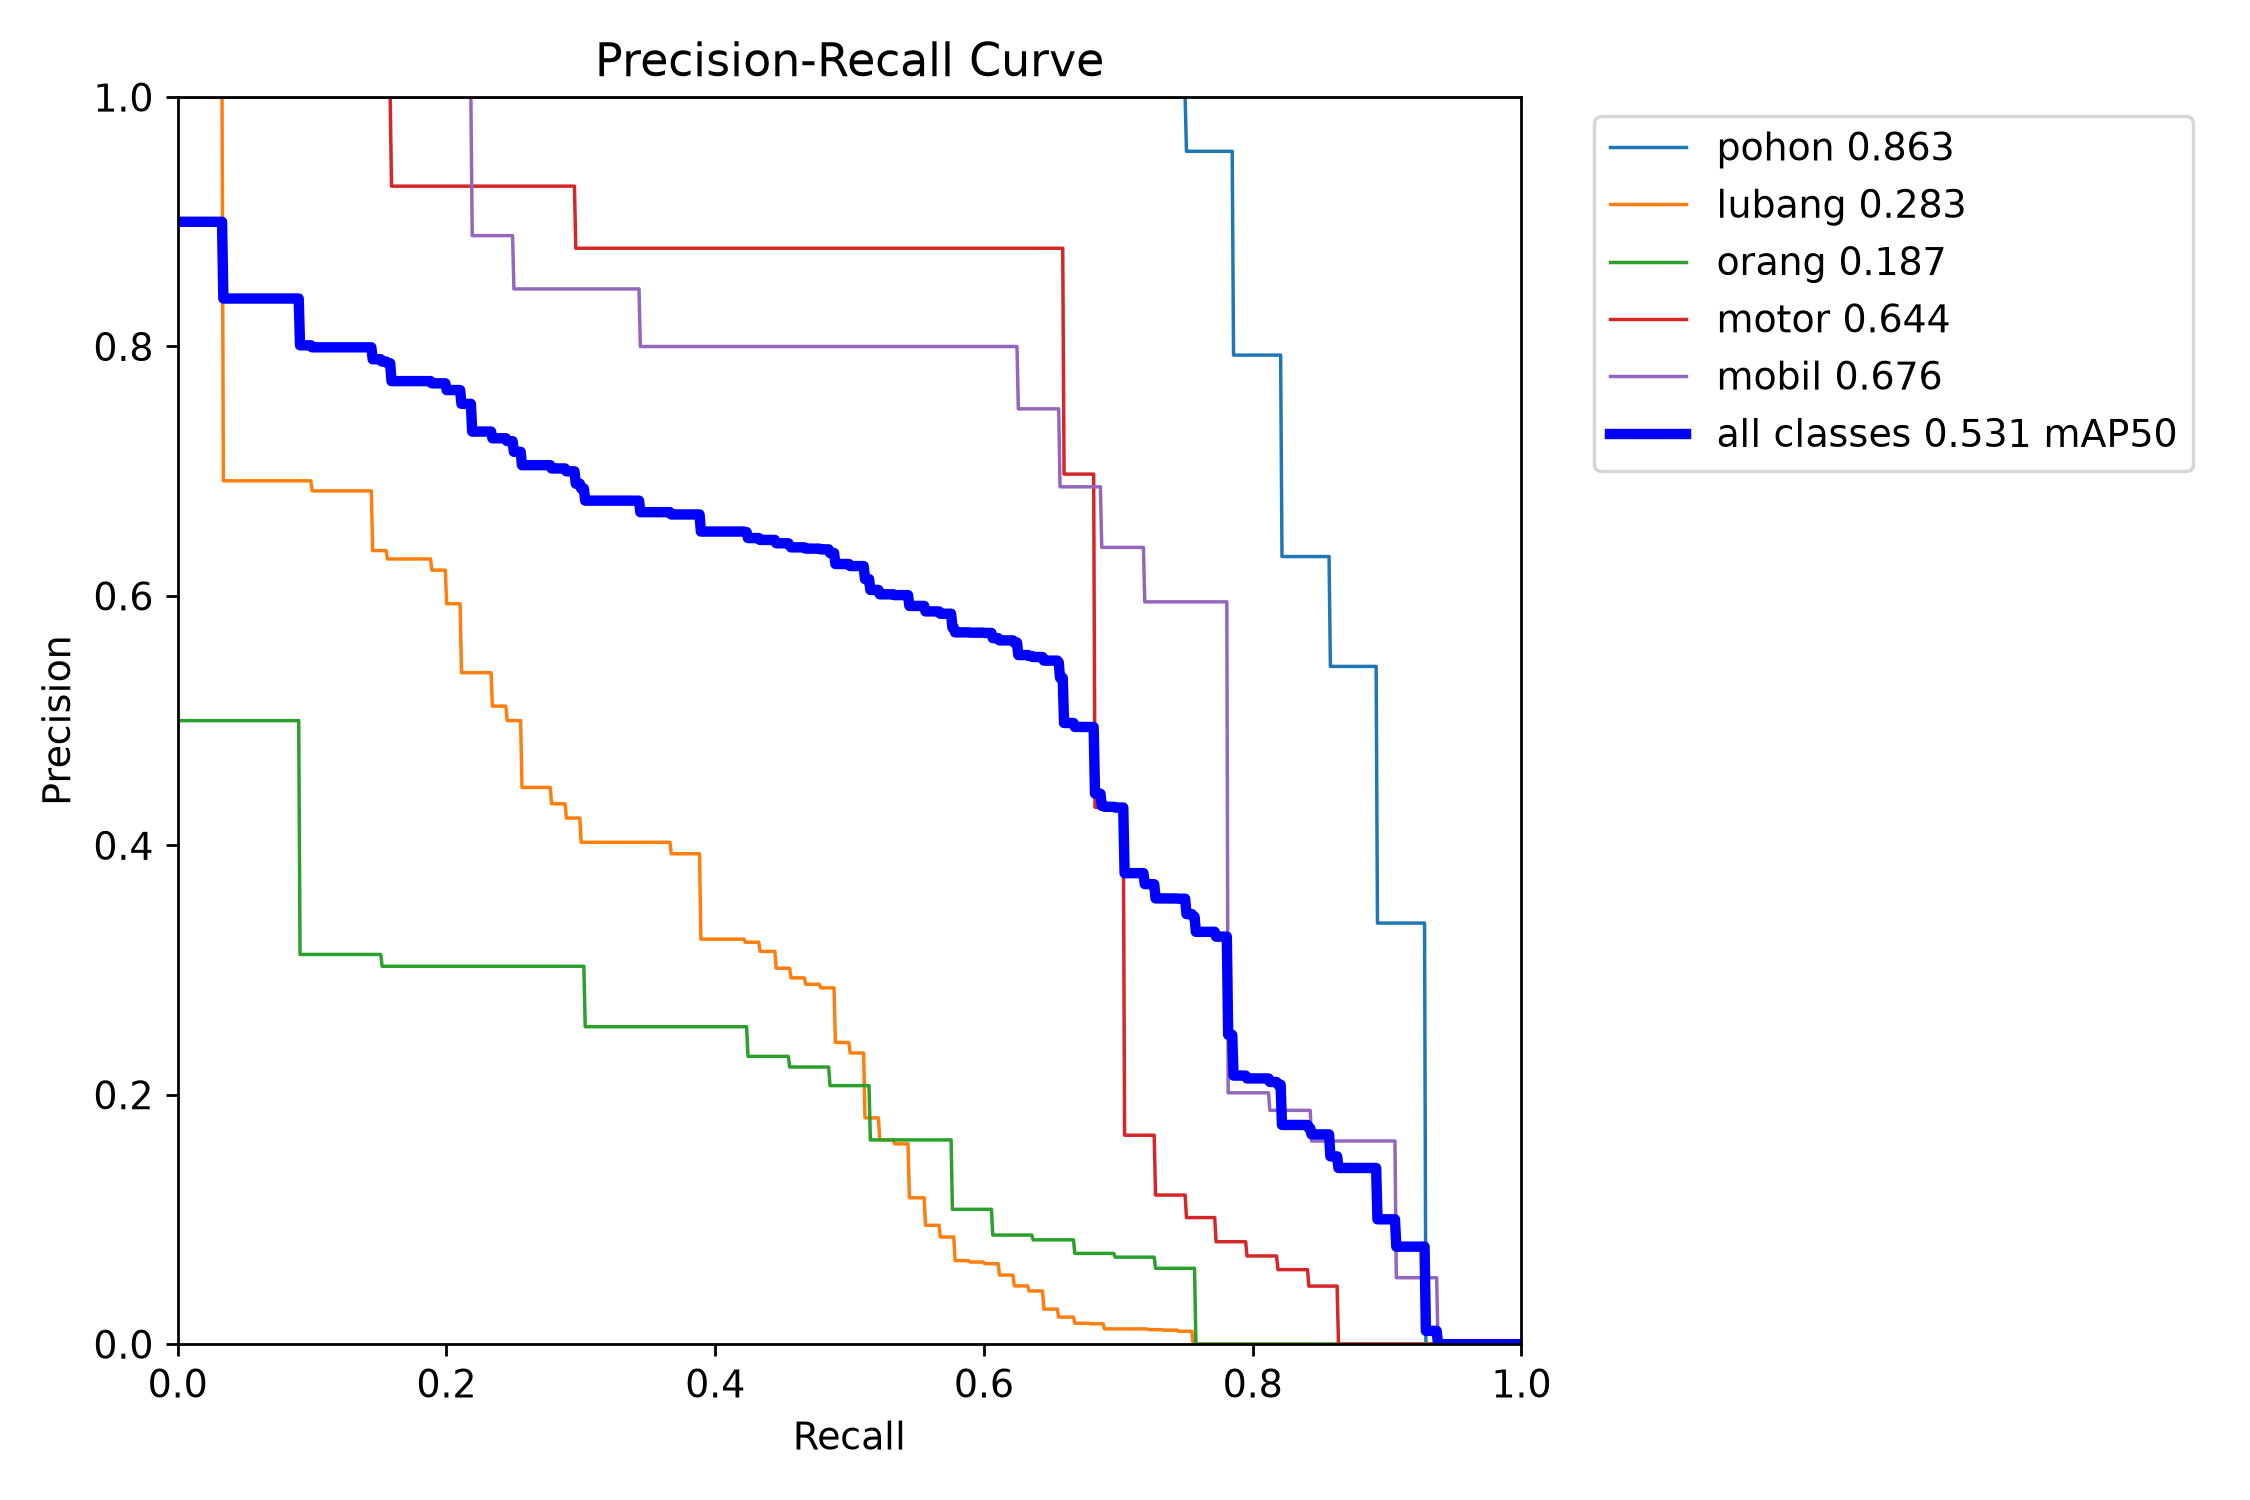 Precision-Recall Curve
1.0
0.8
0.6
0.4
0.2
0.0
Precision
0.0 0.2 0.4 0.6 0.8 1.0
Recall
pohon 0.863
lubang 0.283
orang 0.187
motor 0.644
mobil 0.676
all classes 0.531 mAP50